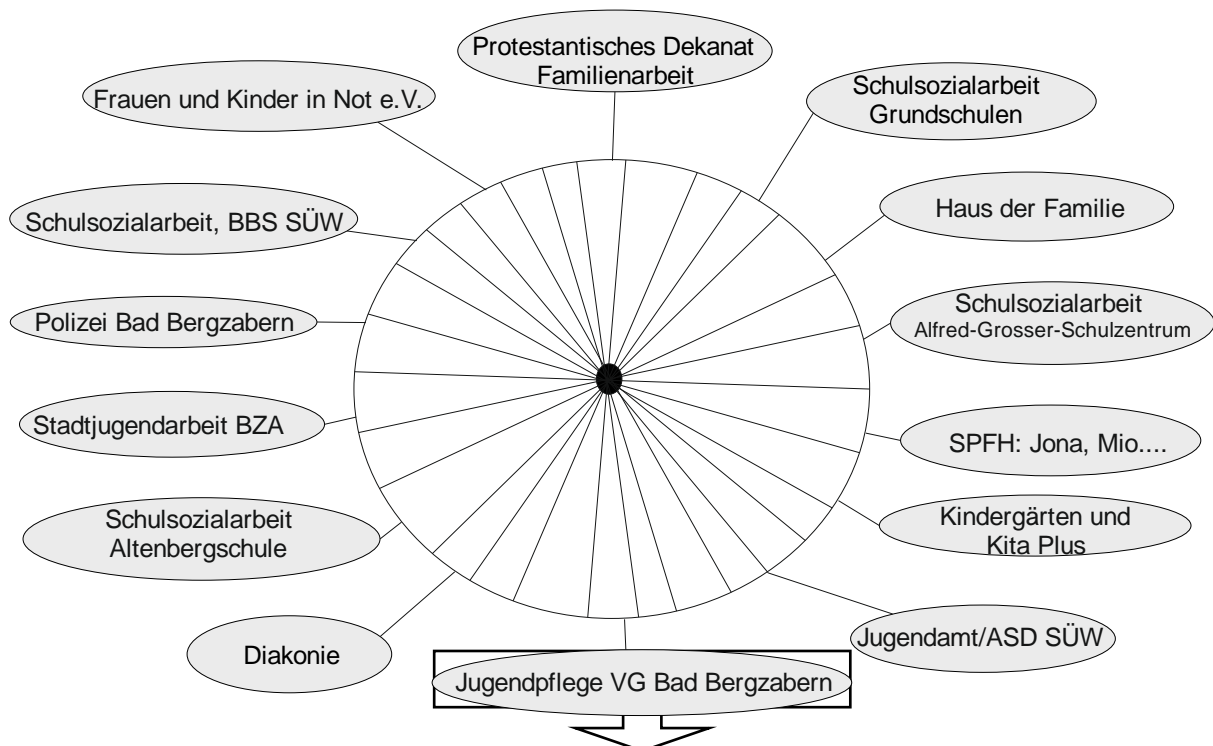 Protestantisches Dekanat
Familienarbeit
Frauen und Kinder in Not e.V.
Schulsozialarbeit
Grundschulen
Schulsozialarbeit, BBS SÜW
Haus der Familie
Polizei Bad Bergzabern
Schulsozialarbeit
Alfred-Grosser-Schulzentrum
Stadtjugendarbeit BZA
SPFH: Jona, Mio....
Schulsozialarbeit
Altenbergschule
Kindergärten und
Kita Plus
Diakonie
Jugendamt/ASD SÜW
Jugendpflege VG Bad Bergzabern